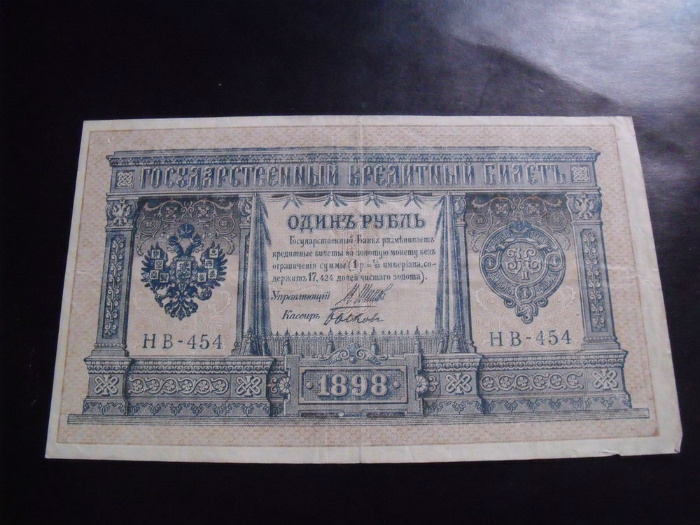 ГОСУДАРСТВЕННЫЙ КРЕДИТНЫЙ БИЛЕТЪ
ОДИНЪ РУБЛЬ
Государственный Банкъ размѣниваетъ
кредитные билеты на золотую монету безъ
ограниченія суммы (1 р. = 1/15 имперіала, со-
держитъ 17,424 долей чистаго золота).
Управляющій
Кассиръ
НВ-454
НВ-454
1898